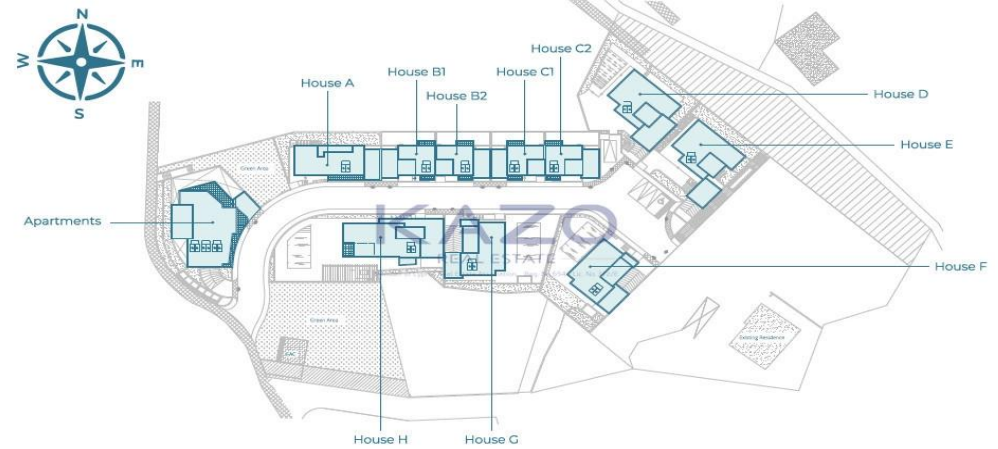 N
W
E
S
House C2
House B1
House C1
House A
House B2
House D
House E
Green Area
Apartments
KAZO
REAL ESTATE
House F
Green Area
Existing Residence
House H
House G